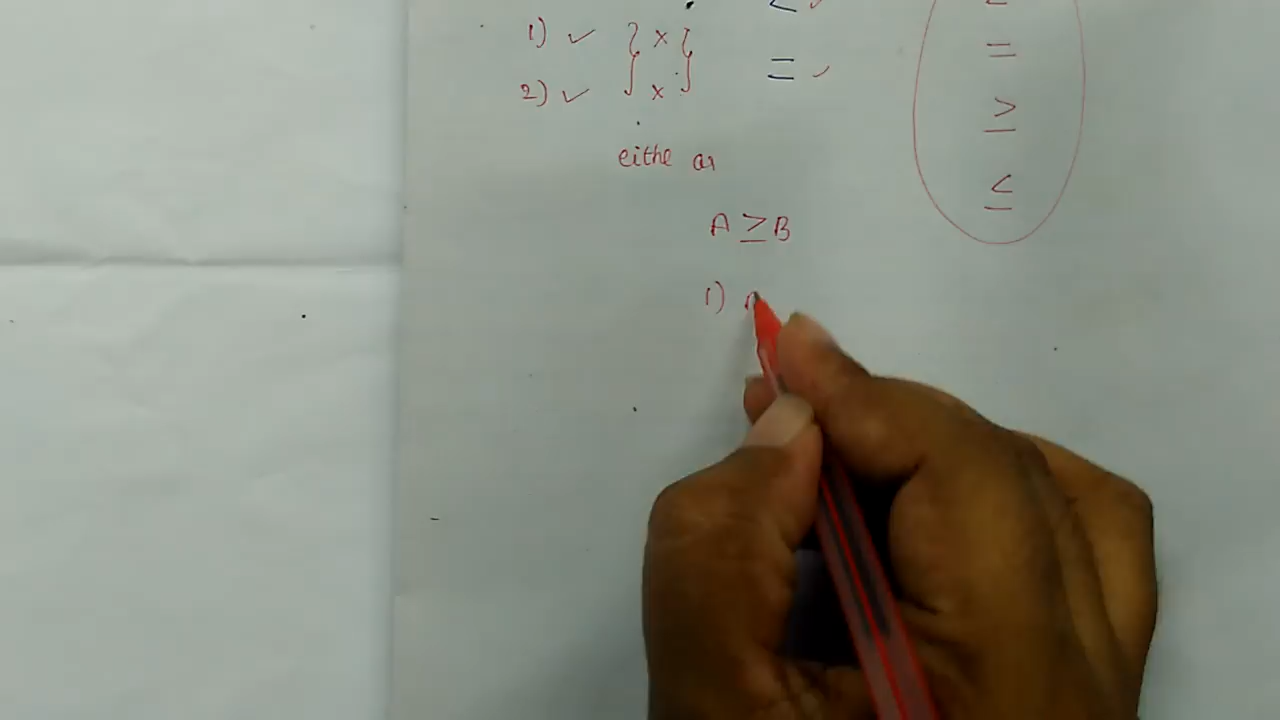 <
1) ✓ { x }
=
2) ✓ { x }
= ✓
≥
eithe or
≤
A ≥ B
1)